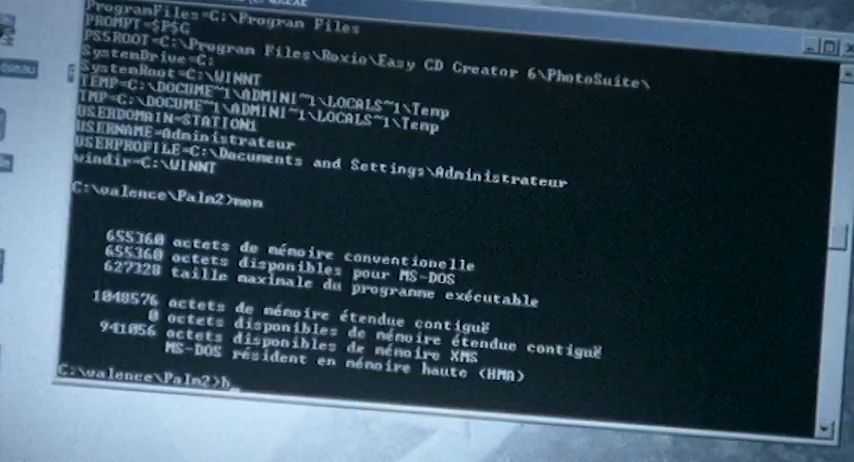 ProgramFiles=C:\Program Files
PROMPT=$P$G
PSSROOT=C:\Program Files\Roxio\Easy CD Creator 6\PhotoSuite\
SystemDrive=C:
SystemRoot=C:\WINNT
TEMP=C:\DOCUME~1\ADMINI~1\LOCALS~1\Temp
TMP=C:\DOCUME~1\ADMINI~1\LOCALS~1\Temp
USERDOMAIN=STATION1
USERNAME=Administrateur
USERPROFILE=C:\Documents and Settings\Administrateur
windir=C:\WINNT
C:\valence\Palm2>mem
655360 octets de mémoire conventionelle
655360 octets disponibles pour MS-DOS
627328 taille maximale du programme exécutable
1048576 octets de mémoire étendue contiguë
0 octets disponibles de mémoire étendue contiguë
941056 octets disponibles de mémoire XMS
MS-DOS résident en mémoire haute (HMA)
C:\valence\Palm2>h_